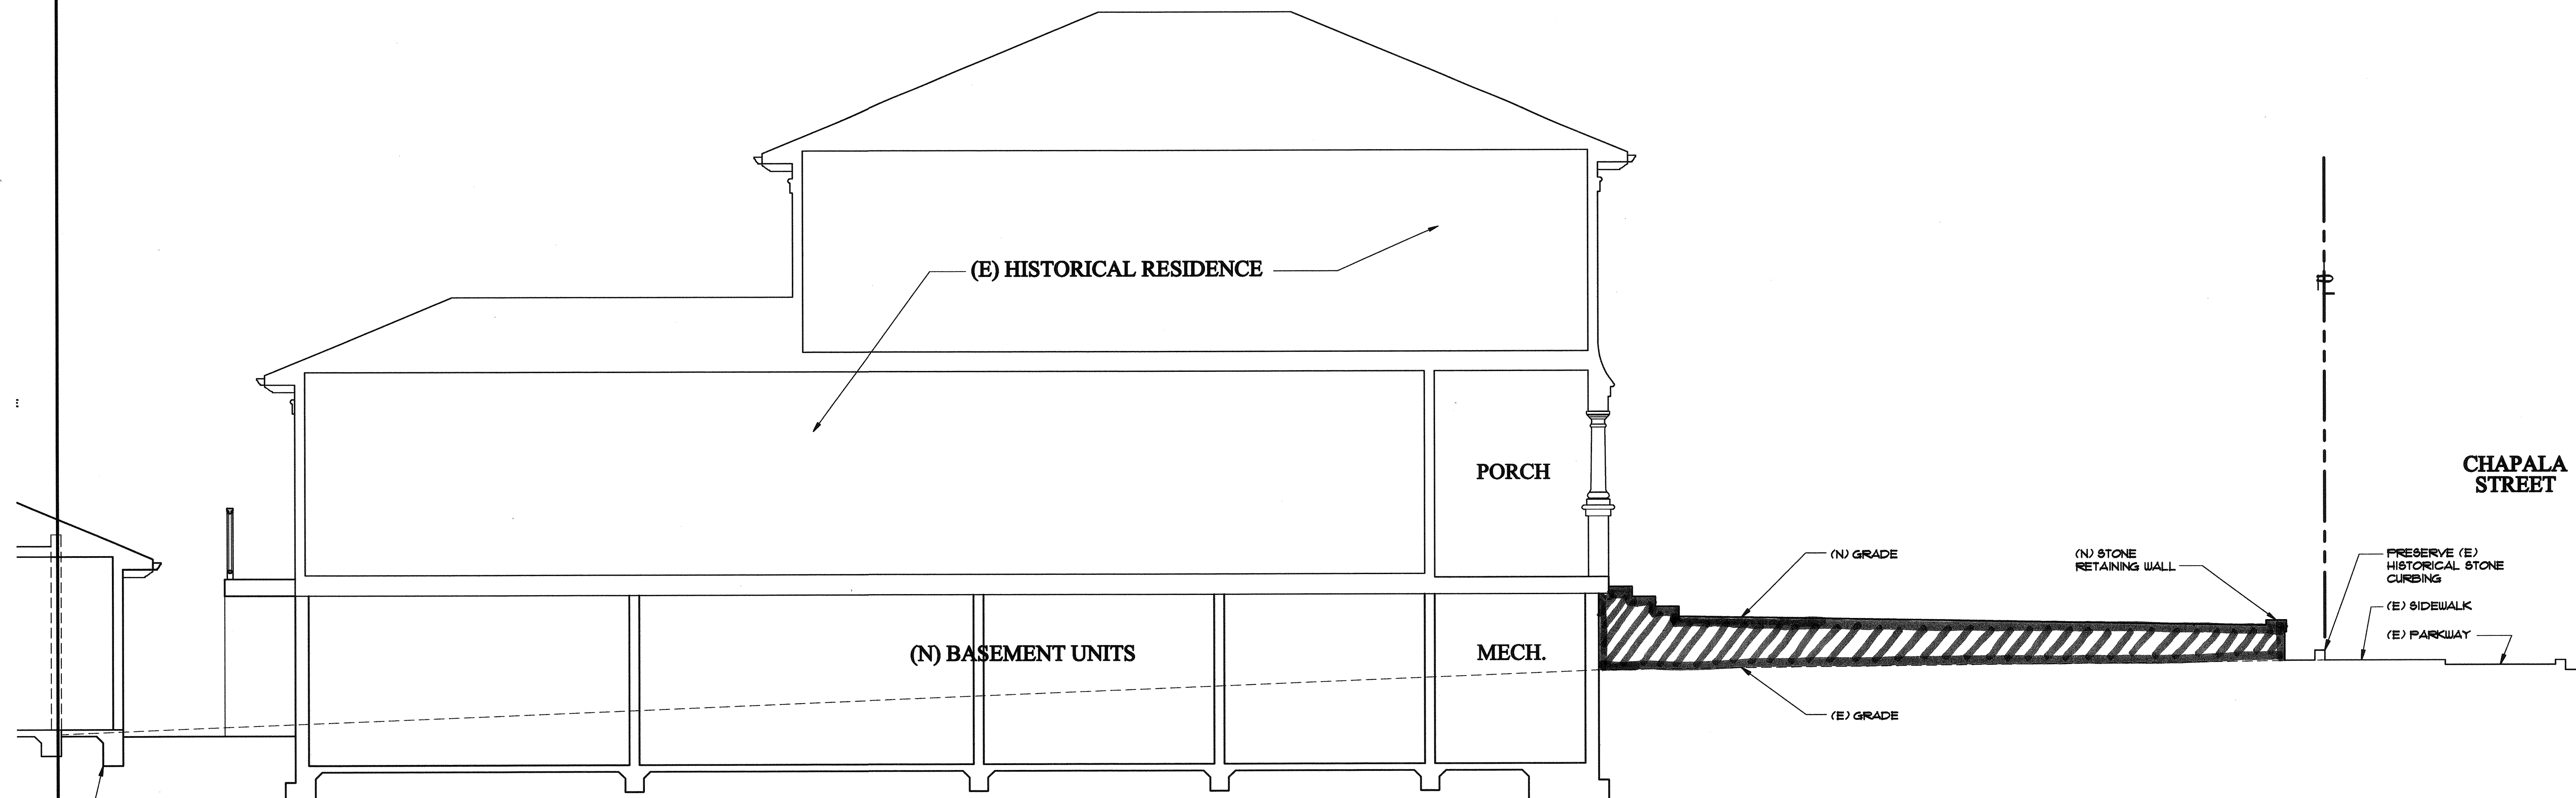 (E) HISTORICAL RESIDENCE
PL
CHAPALA
STREET
PORCH
(N) GRADE
(N) STONE
RETAINING WALL
PRESERVE (E)
HISTORICAL STONE
CURBING
(E) SIDEWALK
(E) PARKWAY
(N) BASEMENT UNITS
MECH.
(E) GRADE